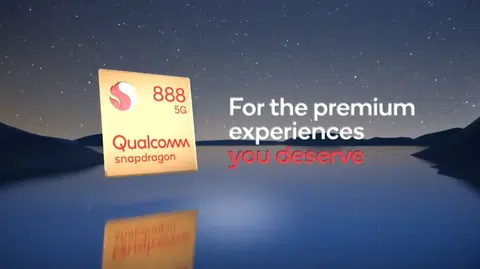 888
5G
Qualcomm
snapdragon
For the premium
experiences
you deserve